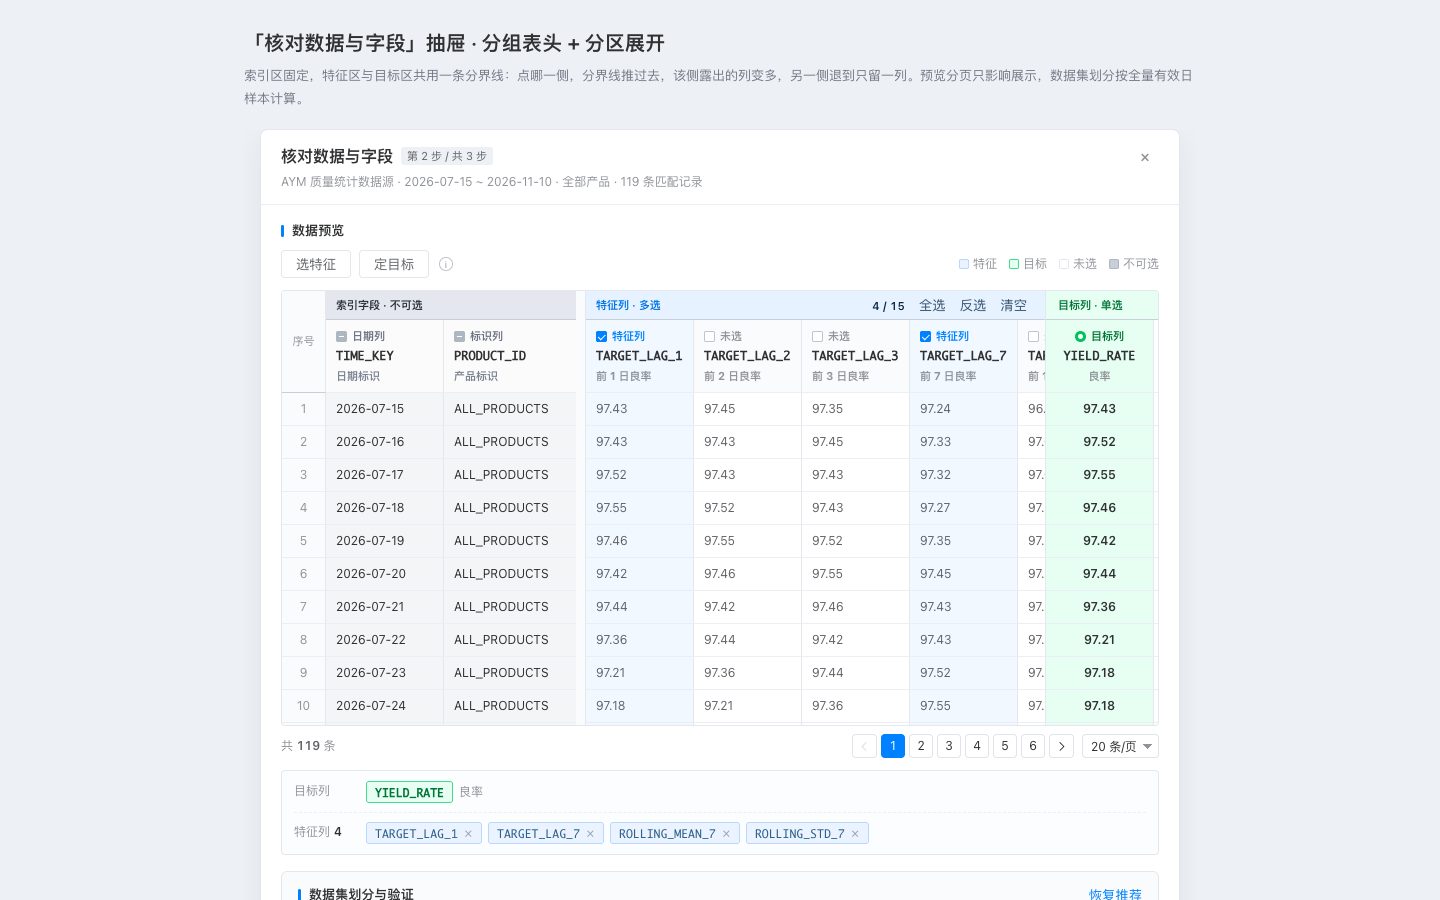 「核对数据与字段」抽屉 · 分组表头 + 分区展开
索引区固定，特征区与目标区共用一条分界线：点哪一侧，分界线推过去，该侧露出的列变多，另一侧退到只留一列。预览分页只影响展示，数据集划分按全量有效日
样本计算。
核对数据与字段 第 2 步 / 共 3 步 ×
AYM 质量统计数据源 · 2026-07-15 ~ 2026-11-10 · 全部产品 · 119 条匹配记录
数据预览
选特征 定目标 特征 目标 未选 不可选
索引字段 · 不可选 特征列 · 多选 4 / 15 全选 反选 清空 目标列 · 单选
序号 日期列 标识列 特征列 未选 未选 特征列 目标列
TIME_KEY PRODUCT_ID TARGET_LAG_1 TARGET_LAG_2 TARGET_LAG_3 TARGET_LAG_7 TAR YIELD_RATE
日期标识 产品标识 前 1 日良率 前 2 日良率 前 3 日良率 前 7 日良率 前 1 良率
1 2026-07-15 ALL_PRODUCTS 97.43 97.45 97.35 97.24 96. 97.43
2 2026-07-16 ALL_PRODUCTS 97.43 97.43 97.45 97.33 97. 97.52
3 2026-07-17 ALL_PRODUCTS 97.52 97.43 97.43 97.32 97. 97.55
4 2026-07-18 ALL_PRODUCTS 97.55 97.52 97.43 97.27 97. 97.46
5 2026-07-19 ALL_PRODUCTS 97.46 97.55 97.52 97.35 97. 97.42
6 2026-07-20 ALL_PRODUCTS 97.42 97.46 97.55 97.45 97. 97.44
7 2026-07-21 ALL_PRODUCTS 97.44 97.42 97.46 97.43 97. 97.36
8 2026-07-22 ALL_PRODUCTS 97.36 97.44 97.42 97.43 97. 97.21
9 2026-07-23 ALL_PRODUCTS 97.21 97.36 97.44 97.52 97. 97.18
10 2026-07-24 ALL_PRODUCTS 97.18 97.21 97.36 97.55 97. 97.18
共 119 条 1 2 3 4 5 6 20 条/页
目标列 YIELD_RATE 良率
特征列 4 TARGET_LAG_1 × TARGET_LAG_7 × ROLLING_MEAN_7 × ROLLING_STD_7 ×
数据集划分与验证 恢复推荐